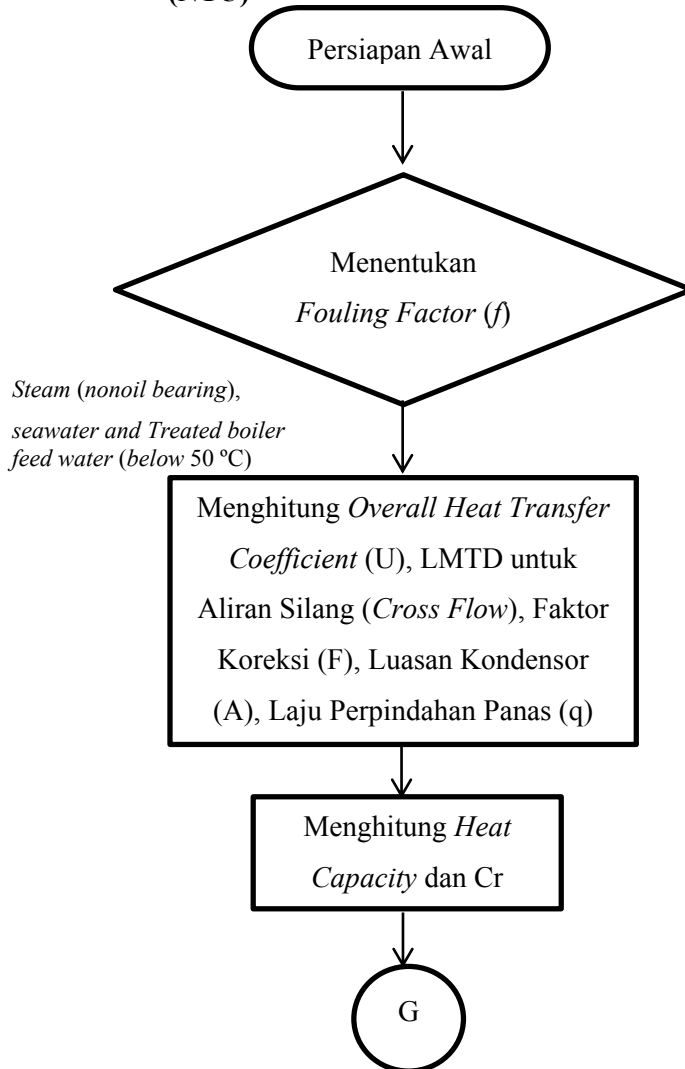 Persiapan Awal
Menentukan
Fouling Factor (f)
Steam (nonoil bearing),
seawater and Treated boiler
feed water (below 50 ºC)
Menghitung Overall Heat Transfer
Coefficient (U), LMTD untuk
Aliran Silang (Cross Flow), Faktor
Koreksi (F), Luasan Kondensor
(A), Laju Perpindahan Panas (q)
Menghitung Heat
Capacity dan Cr
G